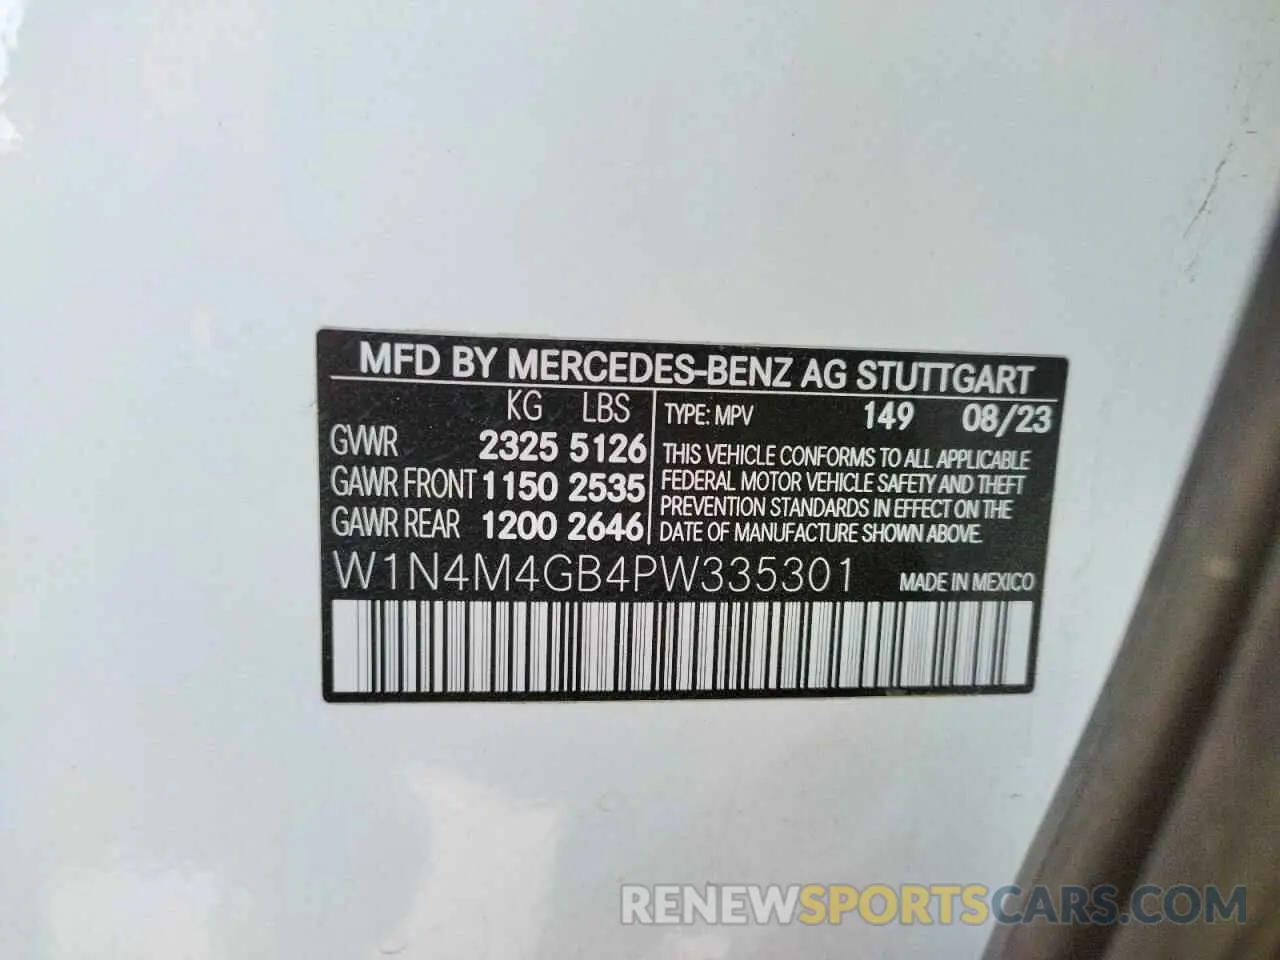 MFD BY MERCEDES-BENZ AG STUTTGART
KG LBS
GVWR 2325 5126
GAWR FRONT 1150 2535
GAWR REAR 1200 2646
TYPE: MPV 149 08/23
THIS VEHICLE CONFORMS TO ALL APPLICABLE
FEDERAL MOTOR VEHICLE SAFETY AND THEFT
PREVENTION STANDARDS IN EFFECT ON THE
DATE OF MANUFACTURE SHOWN ABOVE.
W1N4M4GB4PW335301 MADE IN MEXICO
RENEWSPORTSCARS.COM